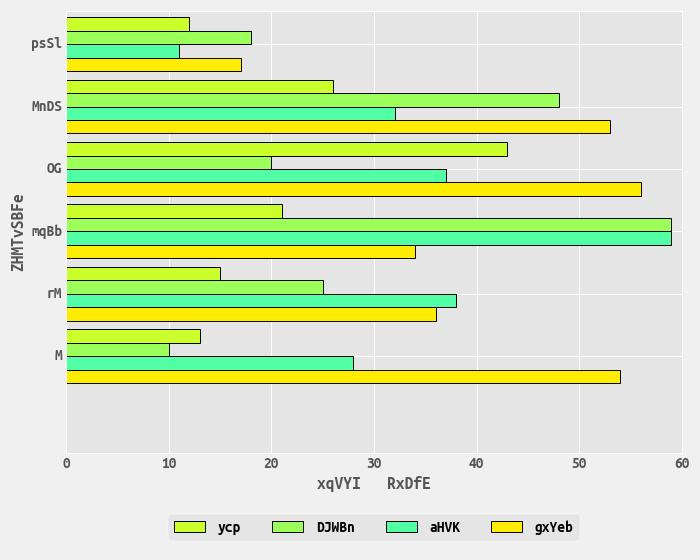 psSl
MnDS
OG
mqBb
rM
M
ZHMTvSBFe
0 10 20 30 40 50 60
xqVYI RxDfE
ycp DJWBn aHVK gxYeb